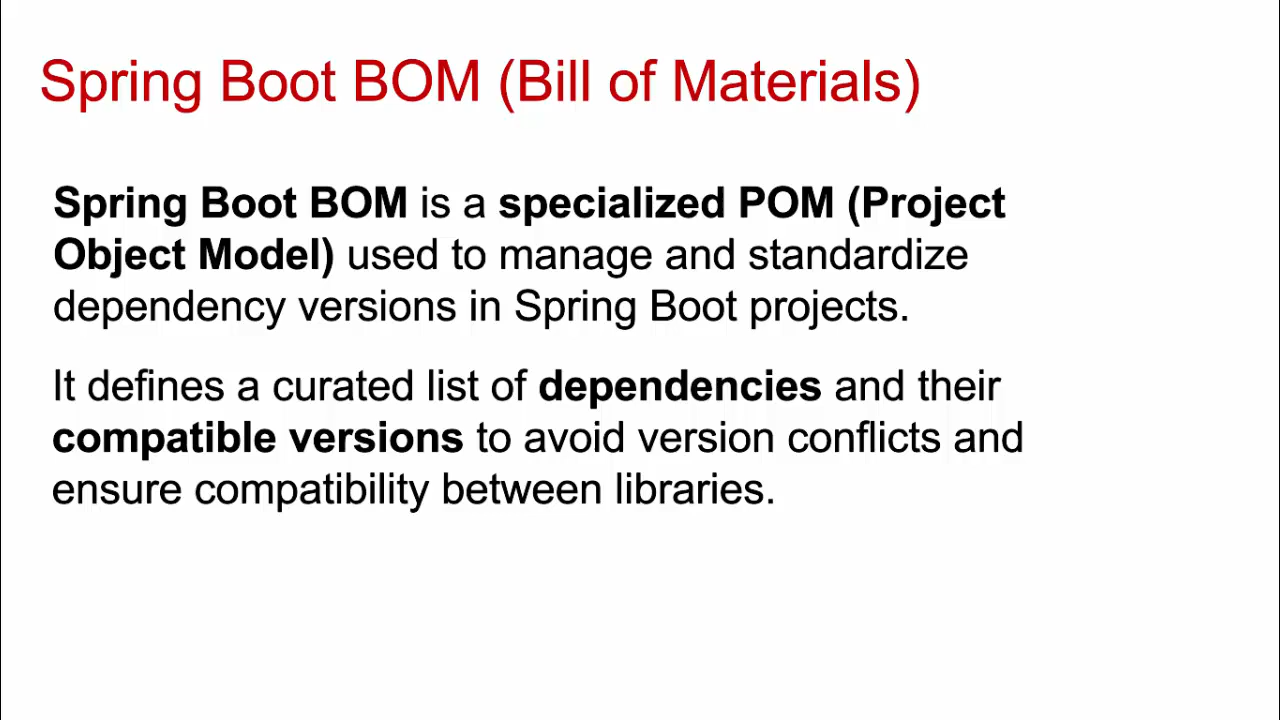 Spring Boot BOM (Bill of Materials)
Spring Boot BOM is a specialized POM (Project
Object Model) used to manage and standardize
dependency versions in Spring Boot projects.
It defines a curated list of dependencies and their
compatible versions to avoid version conflicts and
ensure compatibility between libraries.